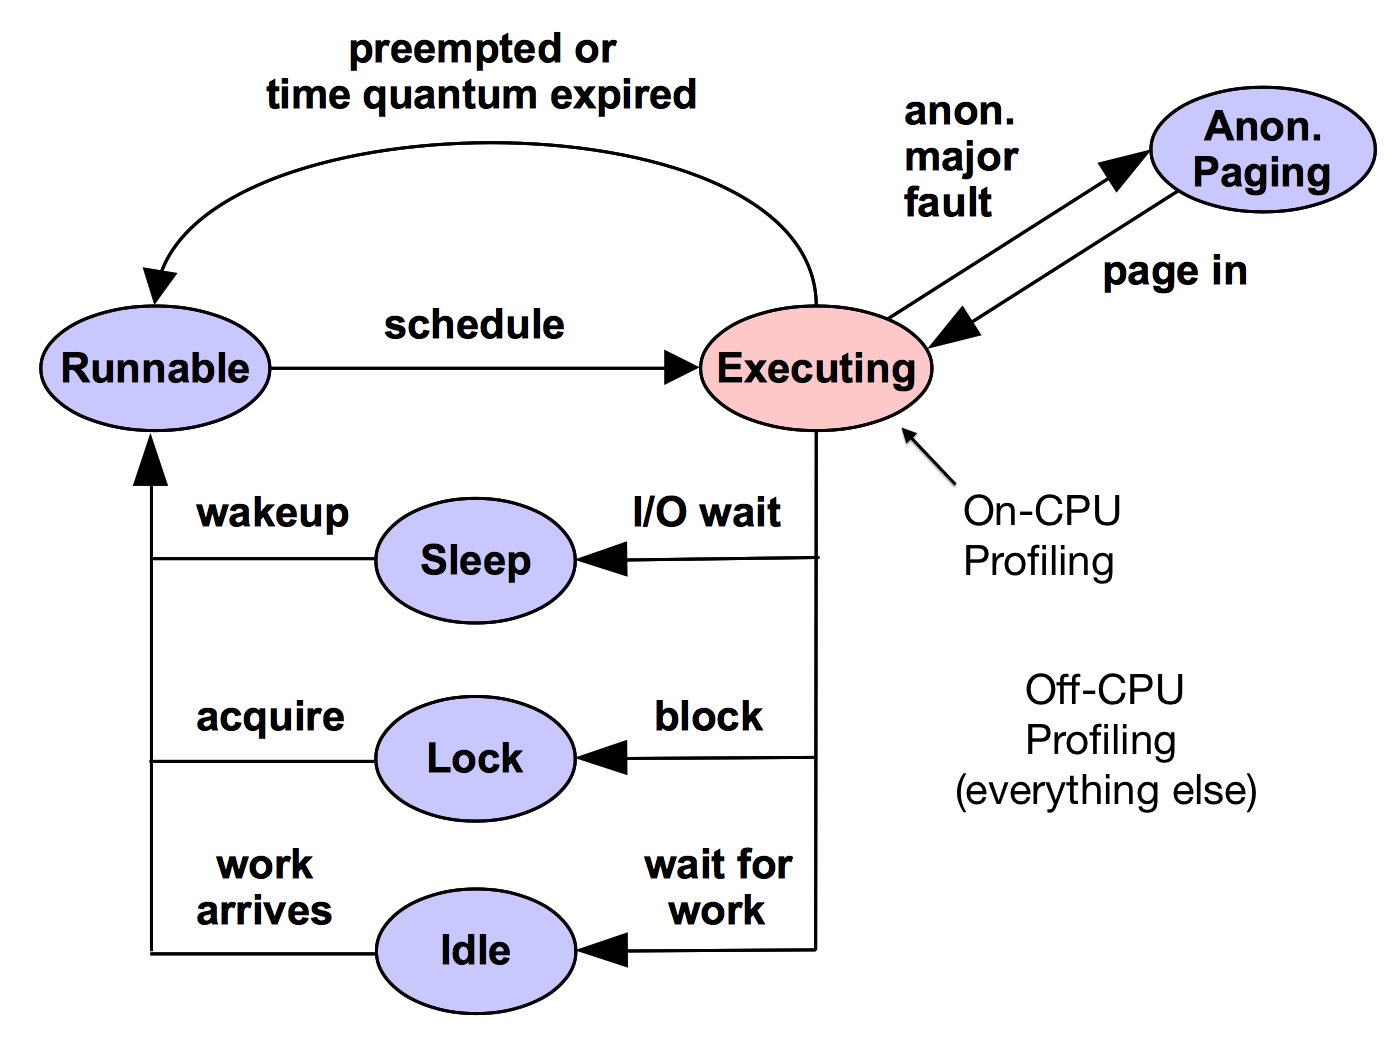 preempted or
time quantum expired
anon.
major
fault
Anon.
Paging
page in
schedule
Runnable
Executing
wakeup
I/O wait
Sleep
On-CPU
Profiling
acquire
block
Lock
Off-CPU
Profiling
(everything else)
work
arrives
wait for
work
Idle